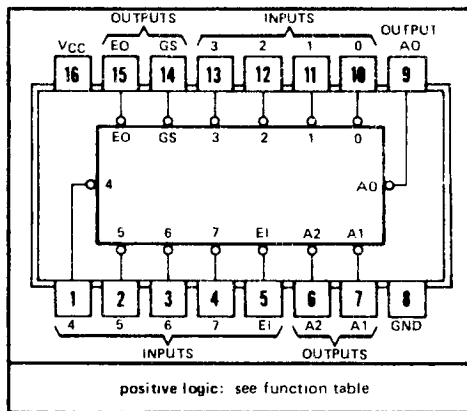 OUTPUTS INPUTS OUTPUT
VCC EO GS 3 2 1 0 A0
16 15 14 13 12 11 10 9
EO GS 3 2 1 0
4 A0
5 6 7 EI A2 A1
1 2 3 4 5 6 7 8
4 5 6 7 EI A2 A1 GND
INPUTS OUTPUTS
positive logic: see function table